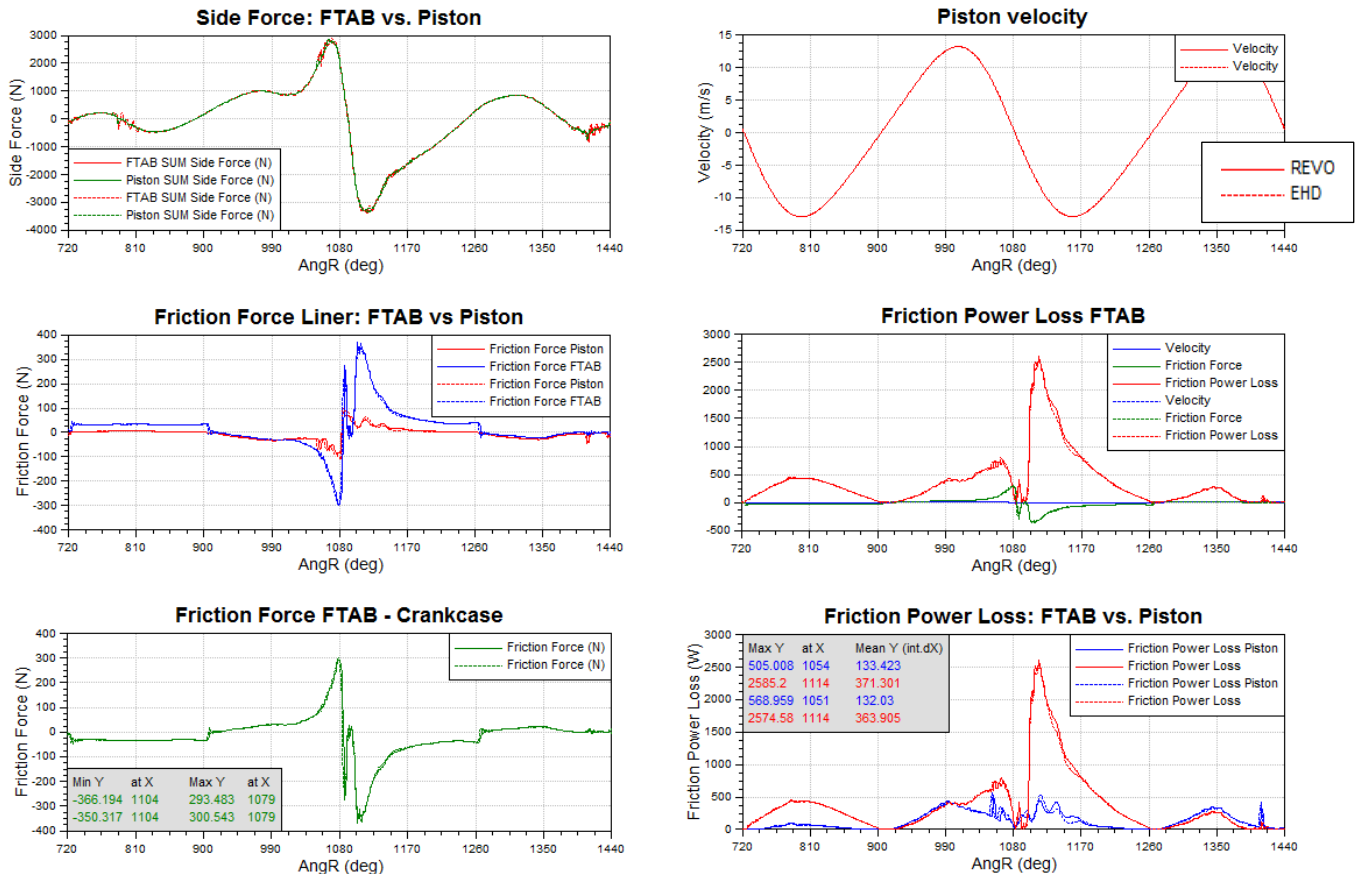 Side Force: FTAB vs. Piston
Side Force (N)
3000
2000
1000
0
-1000
-2000
-3000
-4000
FTAB SUM Side Force (N)
Piston SUM Side Force (N)
FTAB SUM Side Force (N)
Piston SUM Side Force (N)
720 810 900 990 1080 1170 1260 1350 1440
AngR (deg)
Piston velocity
Velocity (m/s)
15
10
5
0
-5
-10
-15
Velocity
Velocity
REVO
EHD
720 810 900 990 1080 1170 1260 1350 1440
AngR (deg)
Friction Force Liner: FTAB vs Piston
Friction Force (N)
400
300
200
100
0
-100
-200
-300
-400
Friction Force Piston
Friction Force FTAB
Friction Force Piston
Friction Force FTAB
720 810 900 990 1080 1170 1260 1350 1440
AngR (deg)
Friction Power Loss FTAB
3000
2500
2000
1500
1000
500
0
-500
Velocity
Friction Force
Friction Power Loss
Velocity
Friction Force
Friction Power Loss
720 810 900 990 1080 1170 1260 1350 1440
AngR (deg)
Friction Force FTAB - Crankcase
Friction Force (N)
400
300
200
100
0
-100
-200
-300
-400
Friction Force (N)
Friction Force (N)
Min Y at X Max Y at X
-366.194 1104 293.483 1079
-350.317 1104 300.543 1079
720 810 900 990 1080 1170 1260 1350 1440
AngR (deg)
Friction Power Loss: FTAB vs. Piston
Friction Power Loss (W)
3000
2500
2000
1500
1000
500
0
Max Y at X Mean Y (int.dX)
505.008 1054 133.423
2585.2 1114 371.301
568.959 1051 132.03
2574.58 1114 363.905
Friction Power Loss Piston
Friction Power Loss
Friction Power Loss Piston
Friction Power Loss
720 810 900 990 1080 1170 1260 1350 1440
AngR (deg)